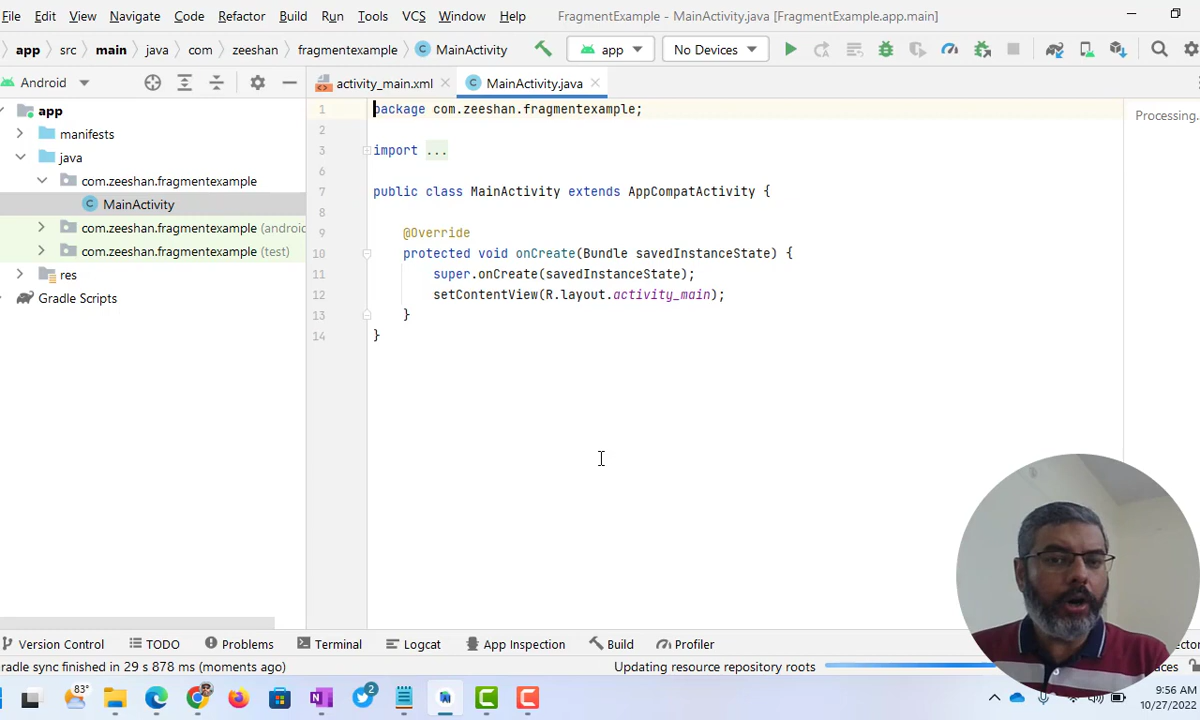 File Edit View Navigate Code Refactor Build Run Tools VCS Window Help FragmentExample - MainActivity.java [FragmentExample.app.main]
app src main java com zeeshan fragmentexample MainActivity app No Devices
Android activity_main.xml MainActivity.java
app
manifests
java
com.zeeshan.fragmentexample
MainActivity
com.zeeshan.fragmentexample (androi
com.zeeshan.fragmentexample (test)
res
Gradle Scripts
1 package com.zeeshan.fragmentexample;
2
3 import ...
6
7 public class MainActivity extends AppCompatActivity {
8
9 @Override
10 protected void onCreate(Bundle savedInstanceState) {
11 super.onCreate(savedInstanceState);
12 setContentView(R.layout.activity_main);
13 }
14 }
Processing.
Version Control TODO Problems Terminal Logcat App Inspection Build Profiler
radle sync finished in 29 s 878 ms (moments ago) Updating resource repository roots
83° 2
9:56 AM
10/27/2022